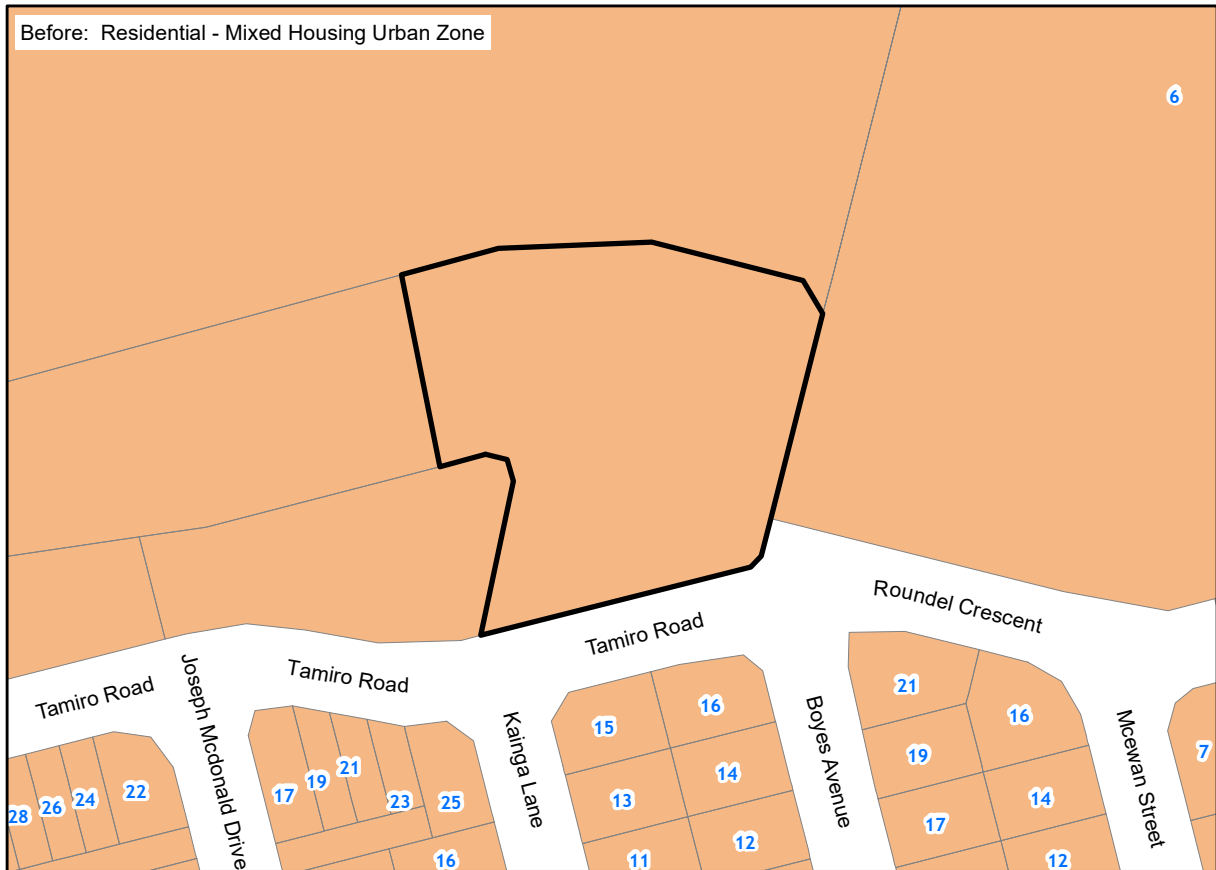 Before: Residential - Mixed Housing Urban Zone
6
Roundel Crescent
Tamiro Road
Tamiro Road
Tamiro Road
Joseph Mcdonald Drive
Kainga Lane
Boyes Avenue
Mcewan Street
28
26
24
22
17
19
21
23
25
16
15
16
13
14
11
12
21
16
19
14
17
12
7